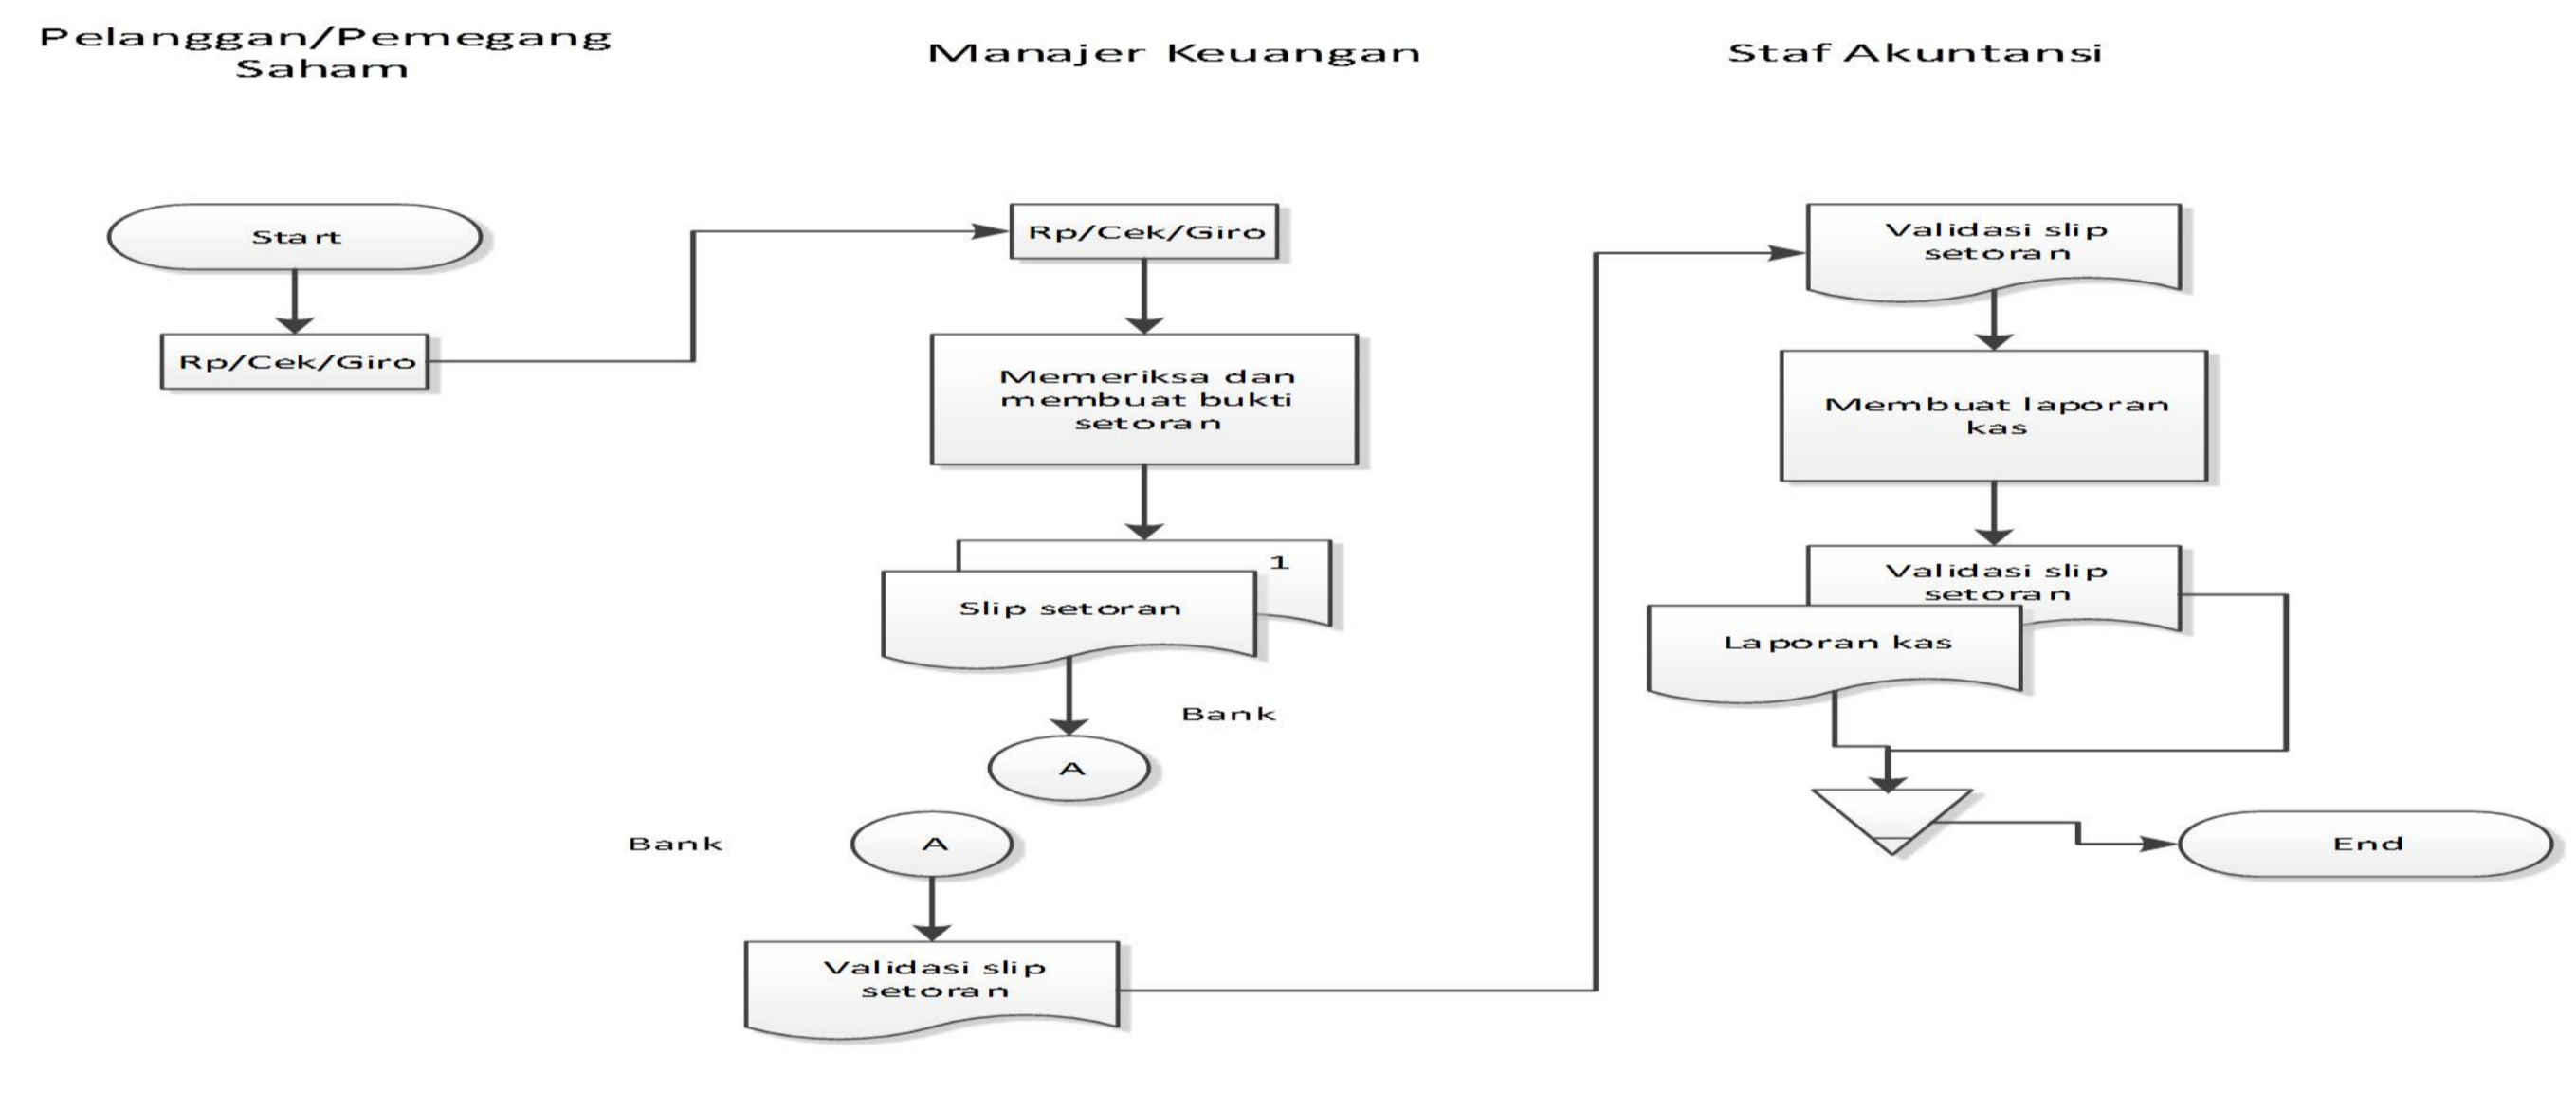 Pelanggan/Pemegang
Saham
Manajer Keuangan
Staf Akuntansi
Start
Rp/Cek/Giro
Rp/Cek/Giro
Memeriksa dan
membuat bukti
setoran
1
Slip setoran
Bank
A
Bank
A
Validasi slip
setoran
Validasi slip
setoran
Membuat laporan
kas
Validasi slip
setoran
Laporan kas
End